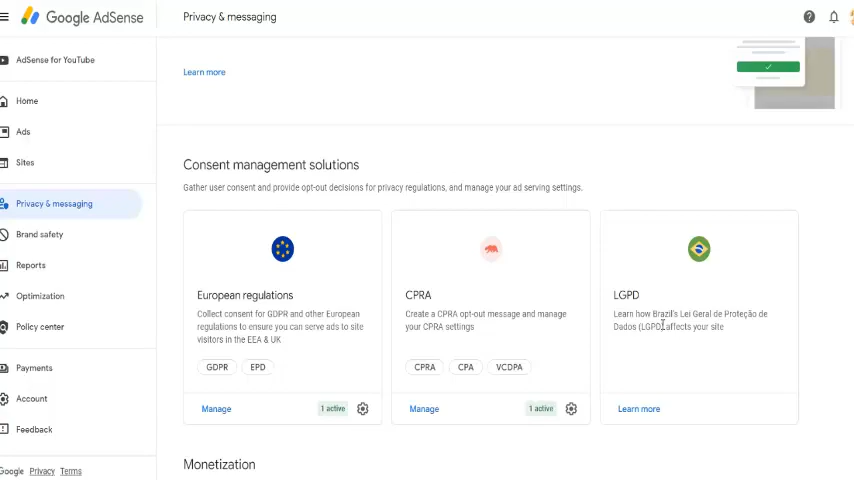 Google AdSense
Privacy & messaging
AdSense for YouTube
Home
Ads
Sites
Privacy & messaging
Brand safety
Reports
Optimization
Policy center
Payments
Account
Feedback
Google Privacy Terms
Learn more
Consent management solutions
Gather user consent and provide opt-out decisions for privacy regulations, and manage your ad serving settings.
European regulations
Collect consent for GDPR and other European
regulations to ensure you can serve ads to site
visitors in the EEA & UK
GDPR EPD
Manage 1 active
CPRA
Create a CPRA opt-out message and manage
your CPRA settings
CPRA CPA VCDPA
Manage 1 active
LGPD
Learn how Brazil's Lei Geral de Proteção de
Dados (LGPD) affects your site
Learn more
Monetization